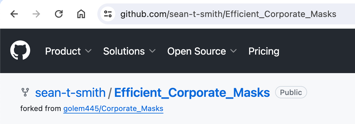 github.com/sean-t-smith/Efficient_Corporate_Masks
Product Solutions Open Source Pricing
sean-t-smith / Efficient_Corporate_Masks Public
forked from golem445/Corporate_Masks